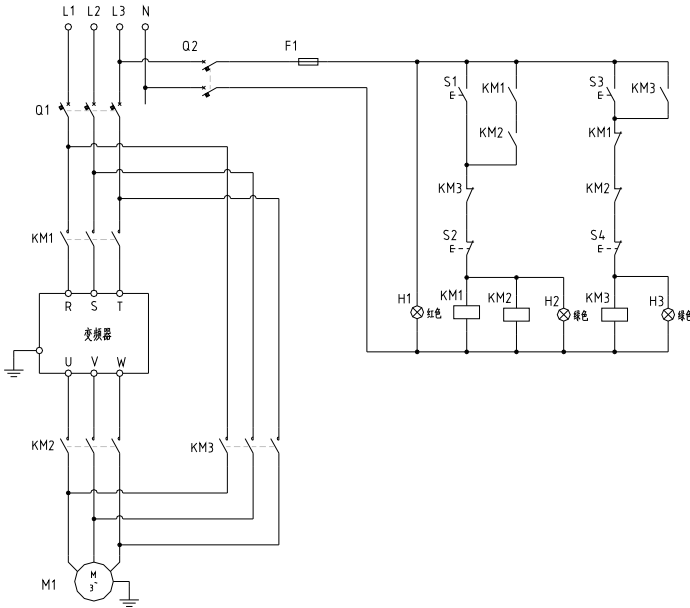 L1 L2 L3 N
Q2 F1
S1 KM1 S3 KM3
Q1
KM2 KM1
KM3 KM2
KM1 S2 S4
R S T
H1 红色 KM1 KM2 H2 绿色 KM3 H3 绿色
变频器
U V W
KM2 KM3
M1 M
3~